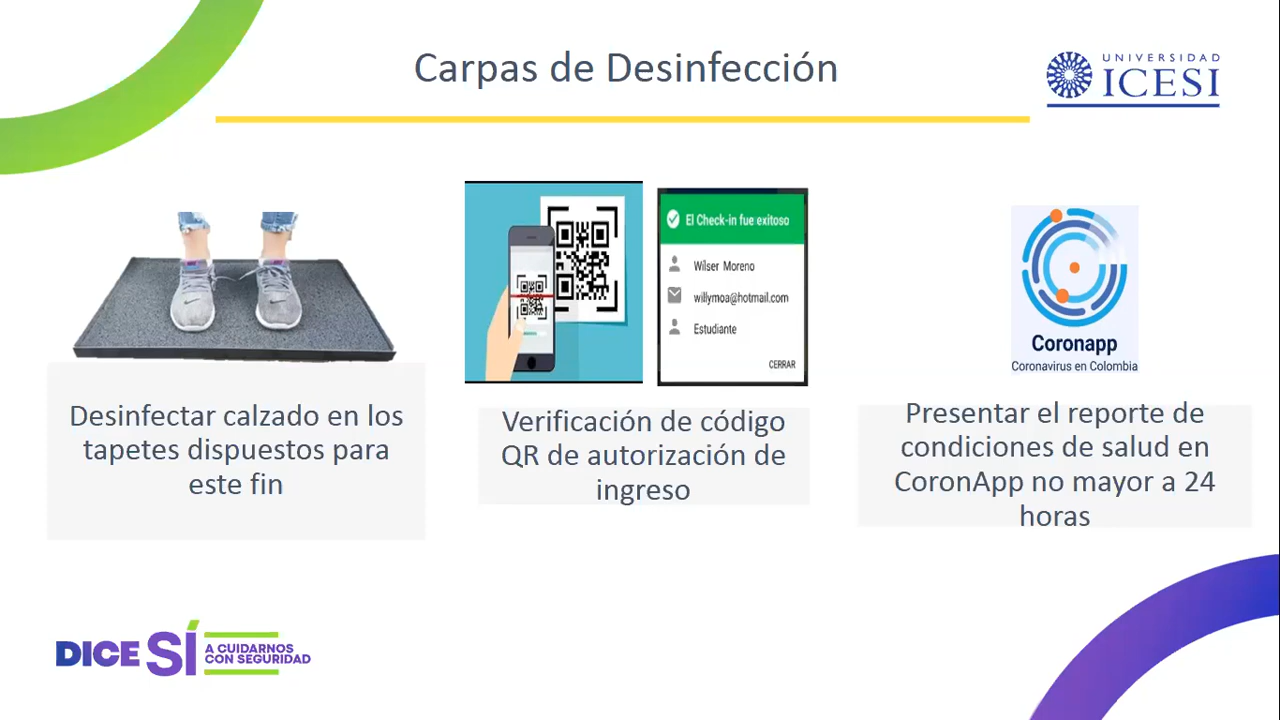 Carpas de Desinfección
UNIVERSIDAD
ICESI
El Check-in fue exitoso
Wilser Moreno
willymoa@hotmail.com
Estudiante
CERRAR
Coronapp
Coronavirus en Colombia
Desinfectar calzado en los
tapetes dispuestos para
este fin
Verificación de código
QR de autorización de
ingreso
Presentar el reporte de
condiciones de salud en
CoronApp no mayor a 24
horas
DICE SÍ
A CUIDARNOS
CON SEGURIDAD